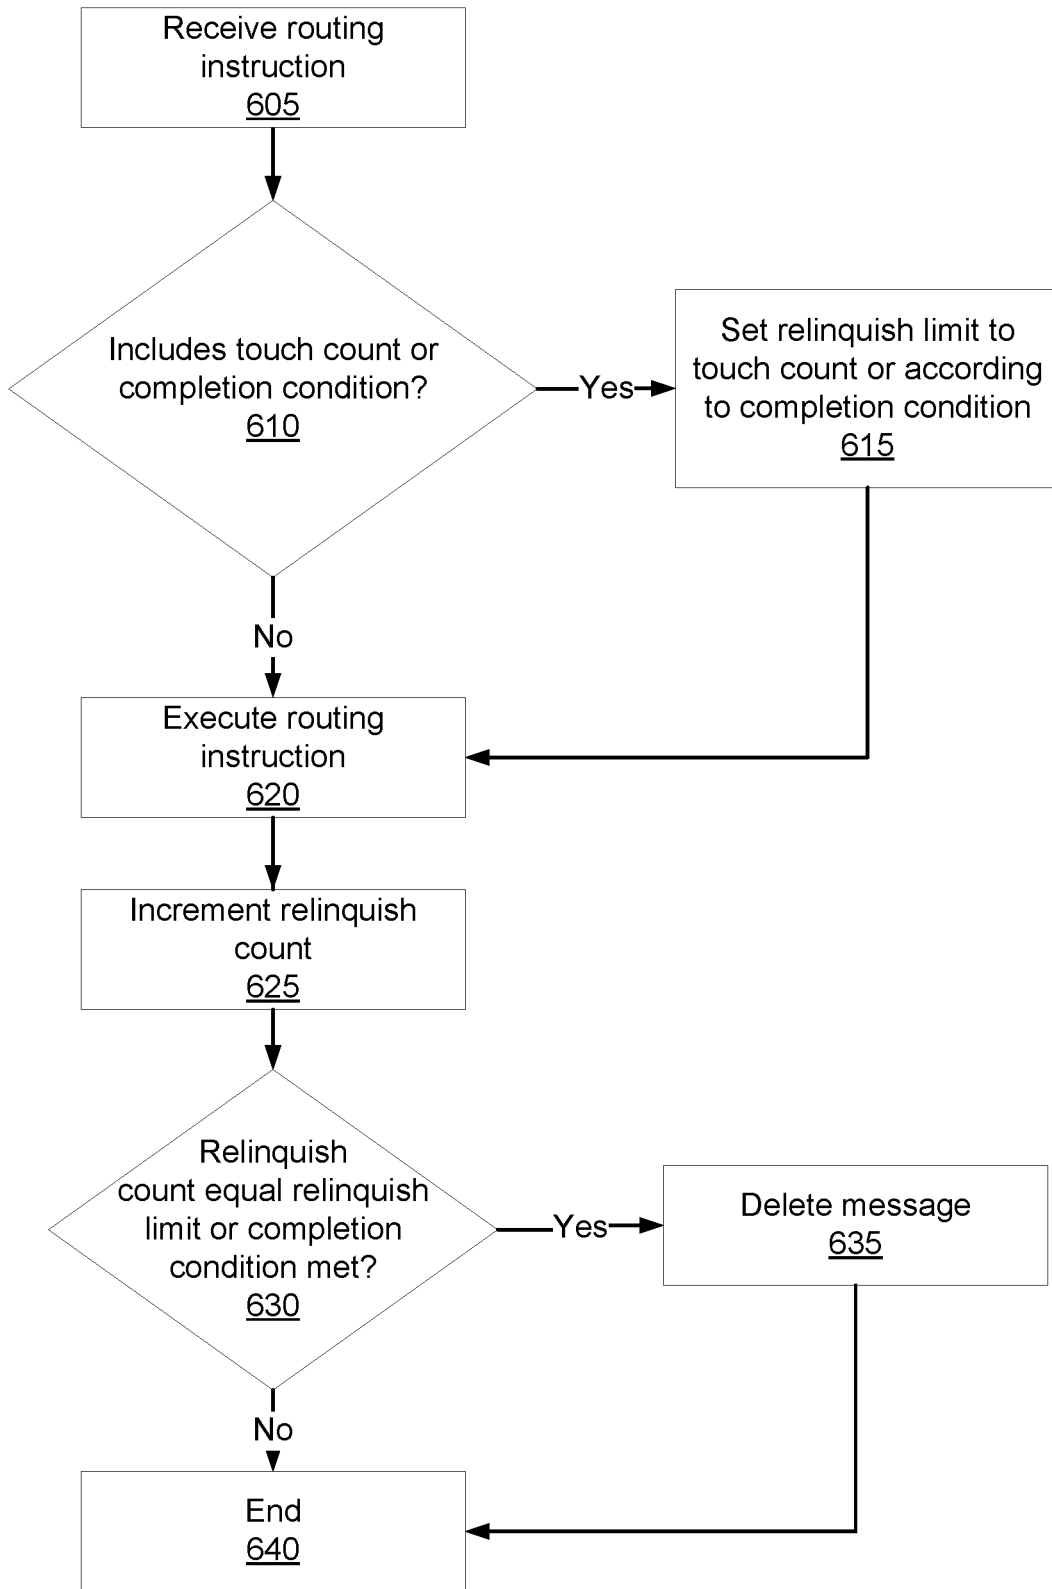 Receive routing
instruction
605
Includes touch count or
completion condition?
610
Yes
Set relinquish limit to
touch count or according
to completion condition
615
No
Execute routing
instruction
620
Increment relinquish
count
625
Relinquish
count equal relinquish
limit or completion
condition met?
630
Yes
Delete message
635
No
End
640